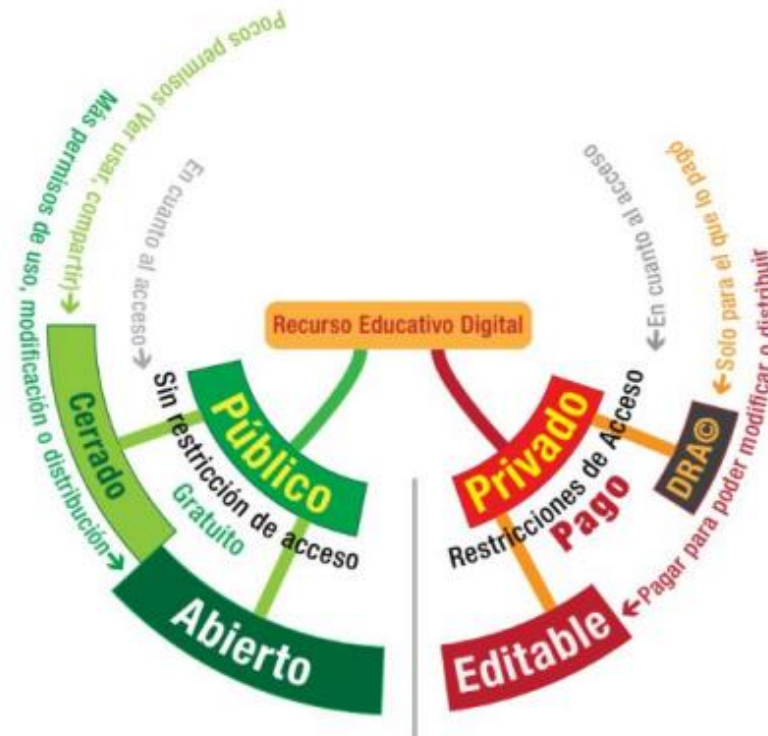 Recurso Educativo Digital
Público
Sin restricción de acceso
Gratuito
En cuanto al acceso→
Cerrado
Pocos permisos (Ver usar, compartir)→
Abierto
Más permisos de uso, modificación o distribución→
Privado
Restricciones de Acceso
Pago
←En cuanto al acceso
DRA©
←Solo para el que lo pagó
Editable
←Pagar para poder modificar o distribuir